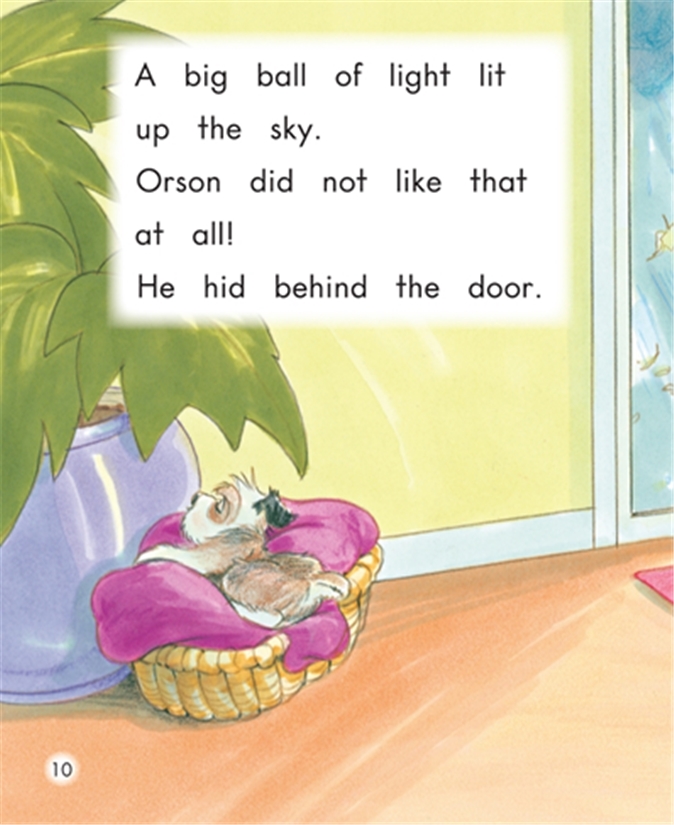 A big ball of light lit
up the sky.
Orson did not like that
at all!
He hid behind the door.
10